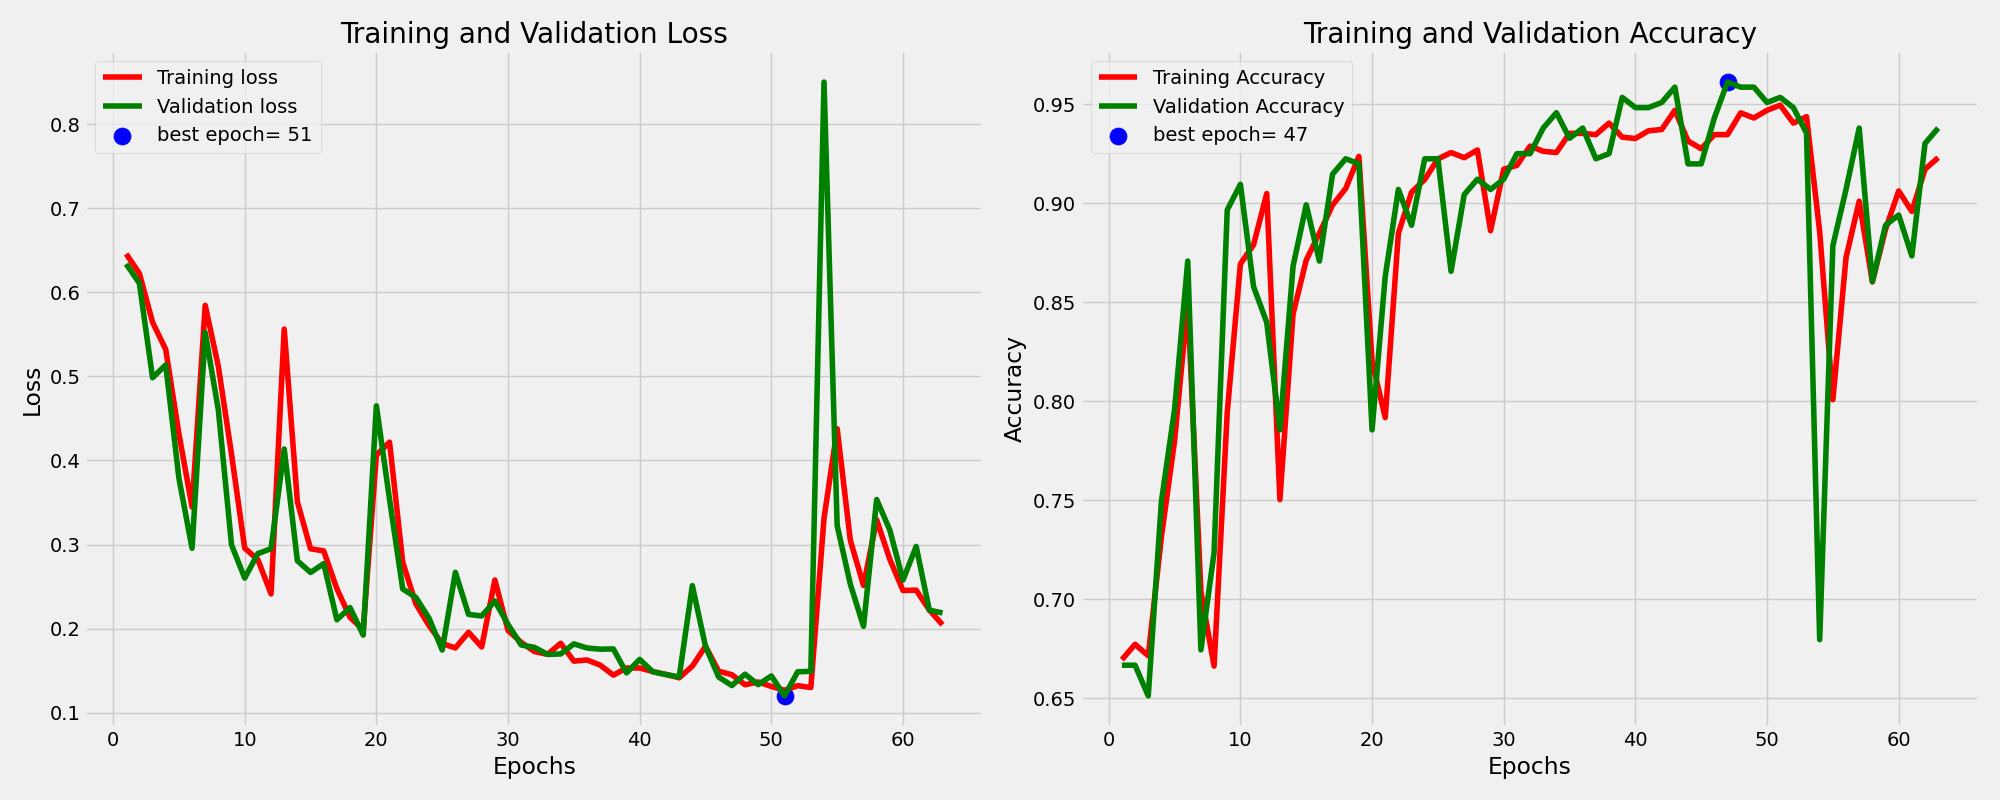 Training and Validation Loss
Training loss
Validation loss
best epoch= 51
Loss
0.8
0.7
0.6
0.5
0.4
0.3
0.2
0.1
0 10 20 30 40 50 60
Epochs
Training and Validation Accuracy
Training Accuracy
Validation Accuracy
best epoch= 47
Accuracy
0.95
0.90
0.85
0.80
0.75
0.70
0.65
0 10 20 30 40 50 60
Epochs